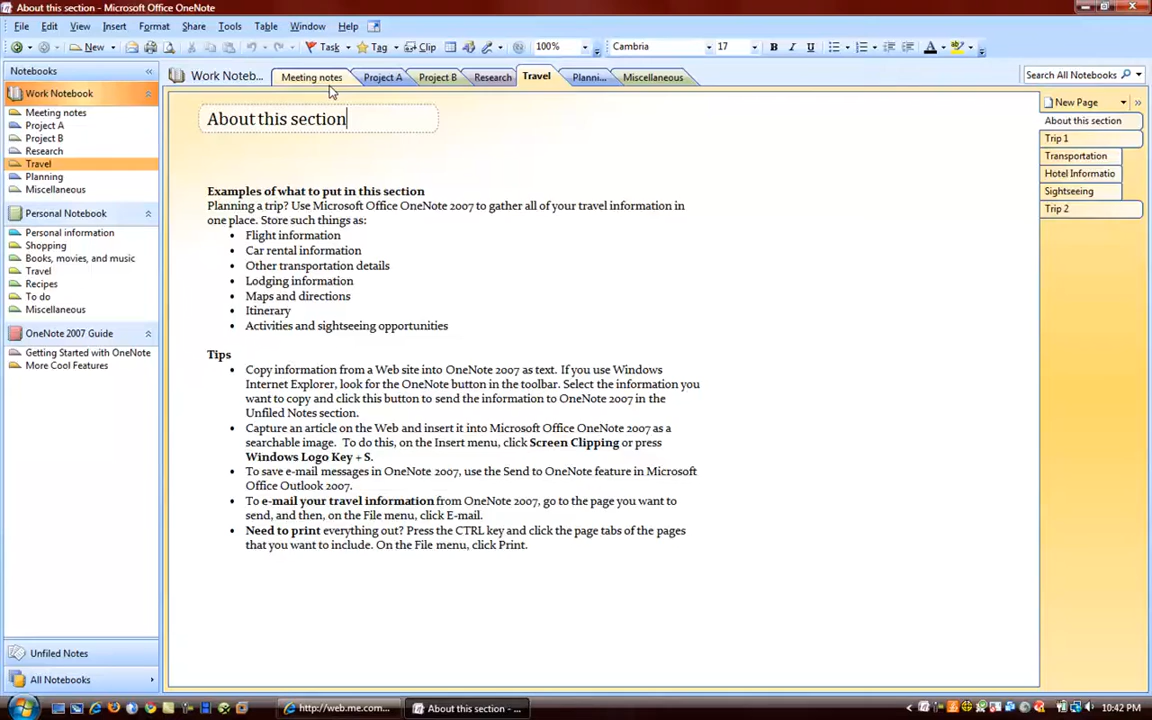 About this section - Microsoft Office OneNote
File Edit View Insert Format Share Tools Table Window Help
New Task Tag Clip 100% Cambria 17 B I U A ab
Notebooks
Work Notebook
Meeting notes
Project A
Project B
Research
Travel
Planning
Miscellaneous
Personal Notebook
Personal information
Shopping
Books, movies, and music
Travel
Recipes
To do
Miscellaneous
OneNote 2007 Guide
Getting Started with OneNote
More Cool Features
Unfiled Notes
All Notebooks
Work Noteb... Meeting notes Project A Project B Research Travel Planni... Miscellaneous Search All Notebooks
About this section
Examples of what to put in this section
Planning a trip? Use Microsoft Office OneNote 2007 to gather all of your travel information in
one place. Store such things as:
• Flight information
• Car rental information
• Other transportation details
• Lodging information
• Maps and directions
• Itinerary
• Activities and sightseeing opportunities
Tips
• Copy information from a Web site into OneNote 2007 as text. If you use Windows
Internet Explorer, look for the OneNote button in the toolbar. Select the information you
want to copy and click this button to send the information to OneNote 2007 in the
Unfiled Notes section.
• Capture an article on the Web and insert it into Microsoft Office OneNote 2007 as a
searchable image. To do this, on the Insert menu, click Screen Clipping or press
Windows Logo Key + S.
• To save e-mail messages in OneNote 2007, use the Send to OneNote feature in Microsoft
Office Outlook 2007.
• To e-mail your travel information from OneNote 2007, go to the page you want to
send, and then, on the File menu, click E-mail.
• Need to print everything out? Press the CTRL key and click the page tabs of the pages
that you want to include. On the File menu, click Print.
New Page
About this section
Trip 1
Transportation
Hotel Informatio
Sightseeing
Trip 2
http://web.me.com... About this section - ... 10:42 PM